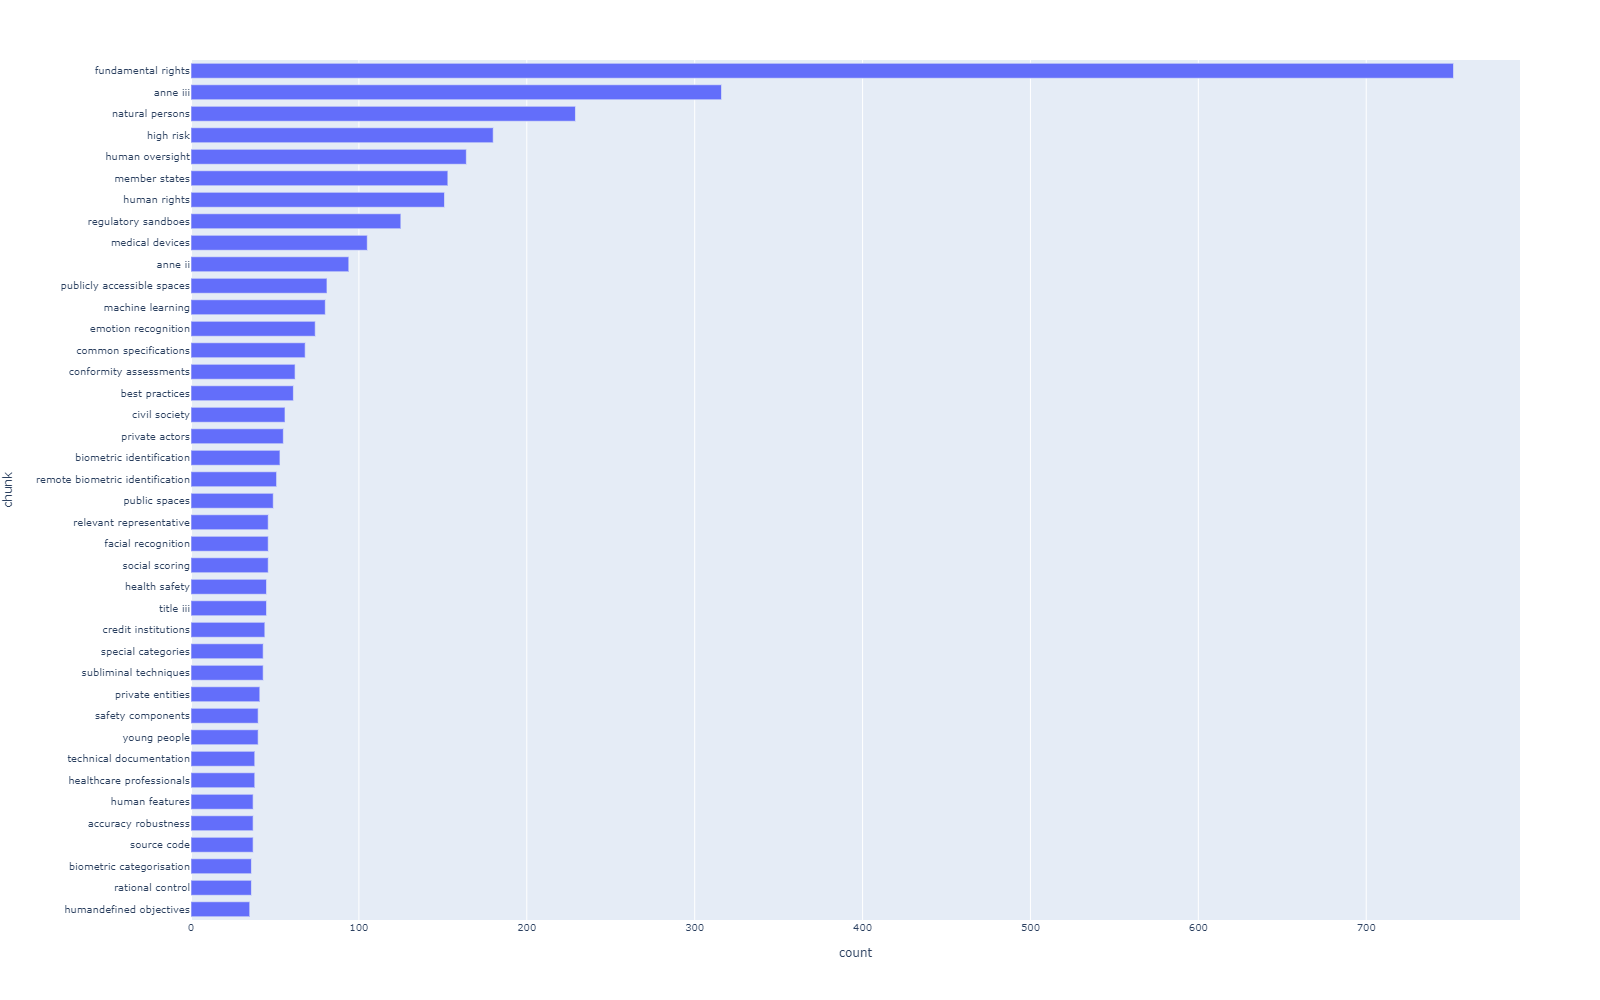 fundamental rights
anne iii
natural persons
high risk
human oversight
member states
human rights
regulatory sandboes
medical devices
anne ii
publicly accessible spaces
machine learning
emotion recognition
common specifications
conformity assessments
best practices
civil society
private actors
biometric identification
remote biometric identification
public spaces
relevant representative
facial recognition
social scoring
health safety
title iii
credit institutions
special categories
subliminal techniques
private entities
safety components
young people
technical documentation
healthcare professionals
human features
accuracy robustness
source code
biometric categorisation
rational control
humandefined objectives
chunk
0 100 200 300 400 500 600 700
count